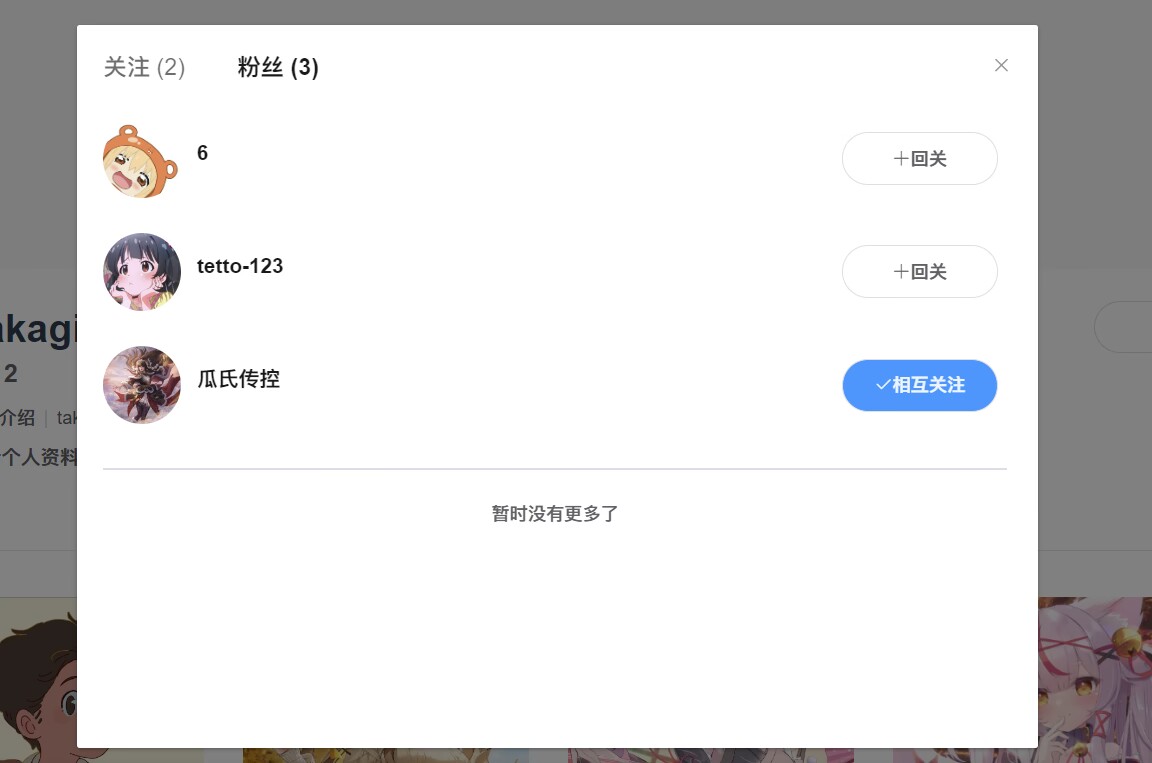 关注 (2)
粉丝 (3)
6
+回关
tetto-123
+回关
瓜氏传控
✓相互关注
暂时没有更多了
akagi
2
介绍 | tak
个人资料